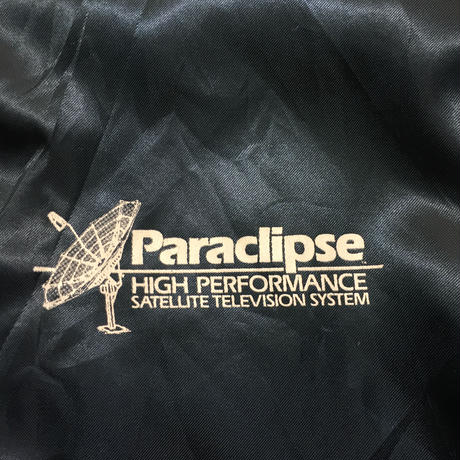 Paraclipse
HIGH PERFORMANCE
SATELLITE TELEVISION SYSTEM